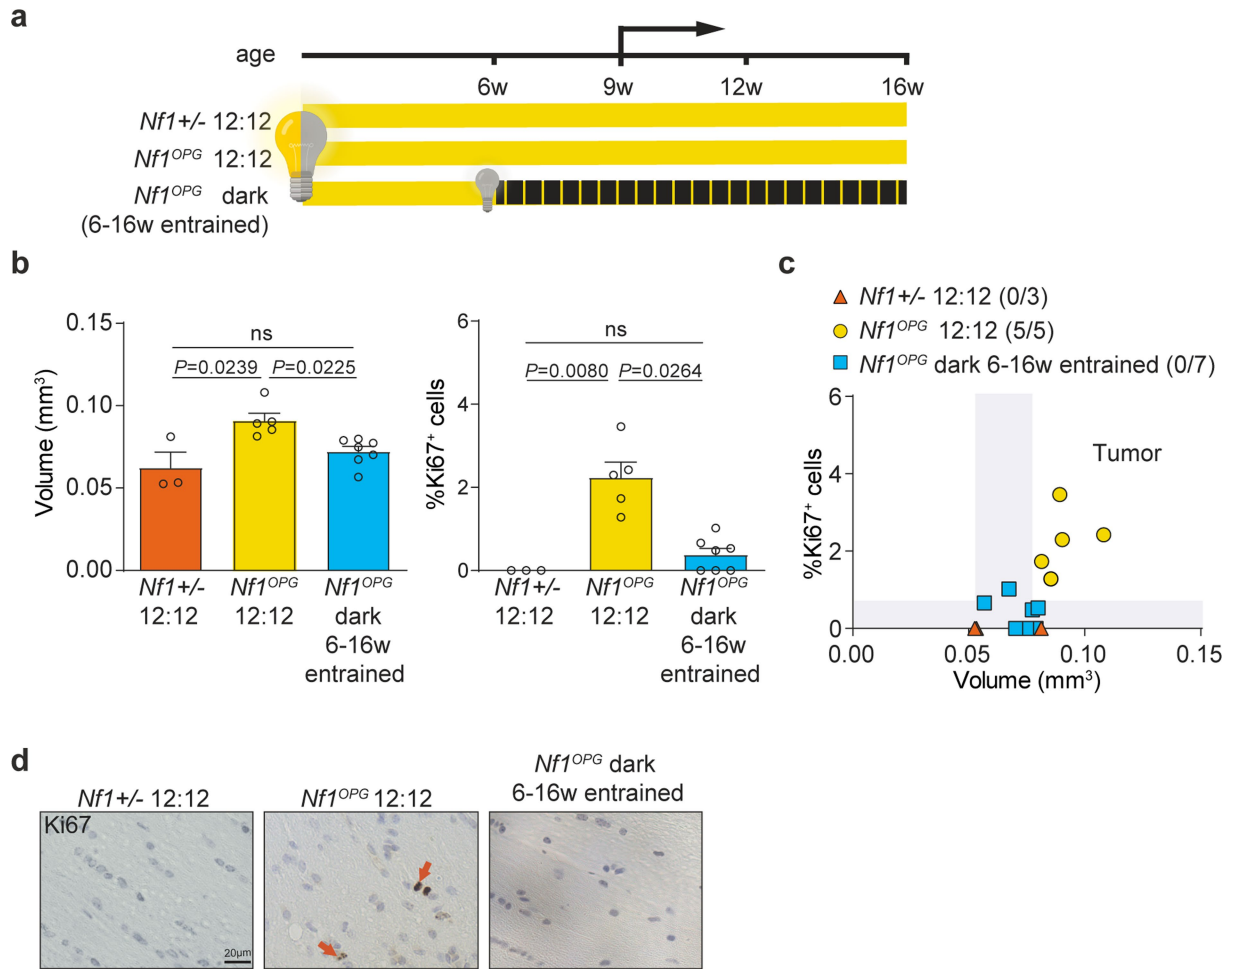 a
age
6w 9w 12w 16w
Nf1+/- 12:12
Nf1OPG 12:12
Nf1OPG dark
(6-16w entrained)
b
Volume (mm3)
0.15
0.10
0.05
0.00
ns
P=0.0239 P=0.0225
Nf1+/-
12:12
Nf1OPG
12:12
Nf1OPG
dark
6-16w
entrained
%Ki67+ cells
6
4
2
0
ns
P=0.0080 P=0.0264
Nf1+/-
12:12
Nf1OPG
12:12
Nf1OPG
dark
6-16w
entrained
c
Nf1+/- 12:12 (0/3)
Nf1OPG 12:12 (5/5)
Nf1OPG dark 6-16w entrained (0/7)
%Ki67+ cells
6
4
2
0
Tumor
0.00 0.05 0.10 0.15
Volume (mm3)
d
Nf1+/- 12:12
Ki67
20µm
Nf1OPG 12:12
Nf1OPG dark
6-16w entrained